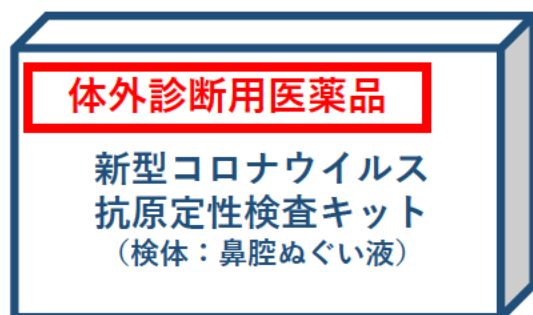 体外診断用医薬品
新型コロナウイルス
抗原定性検査キット
（検体：鼻腔ぬぐい液）